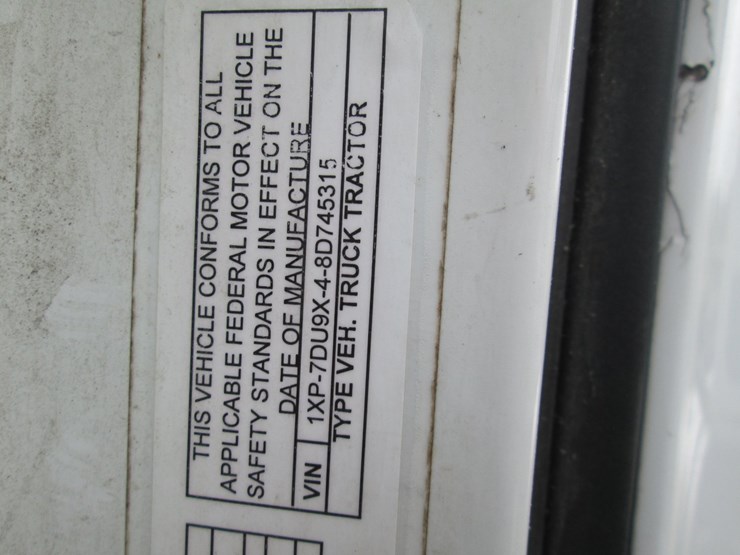 THIS VEHICLE CONFORMS TO ALL
APPLICABLE FEDERAL MOTOR VEHICLE
SAFETY STANDARDS IN EFFECT ON THE
DATE OF MANUFACTURE
VIN 1XP-7DU9X-4-8D745315
TYPE VEH. TRUCK TRACTOR